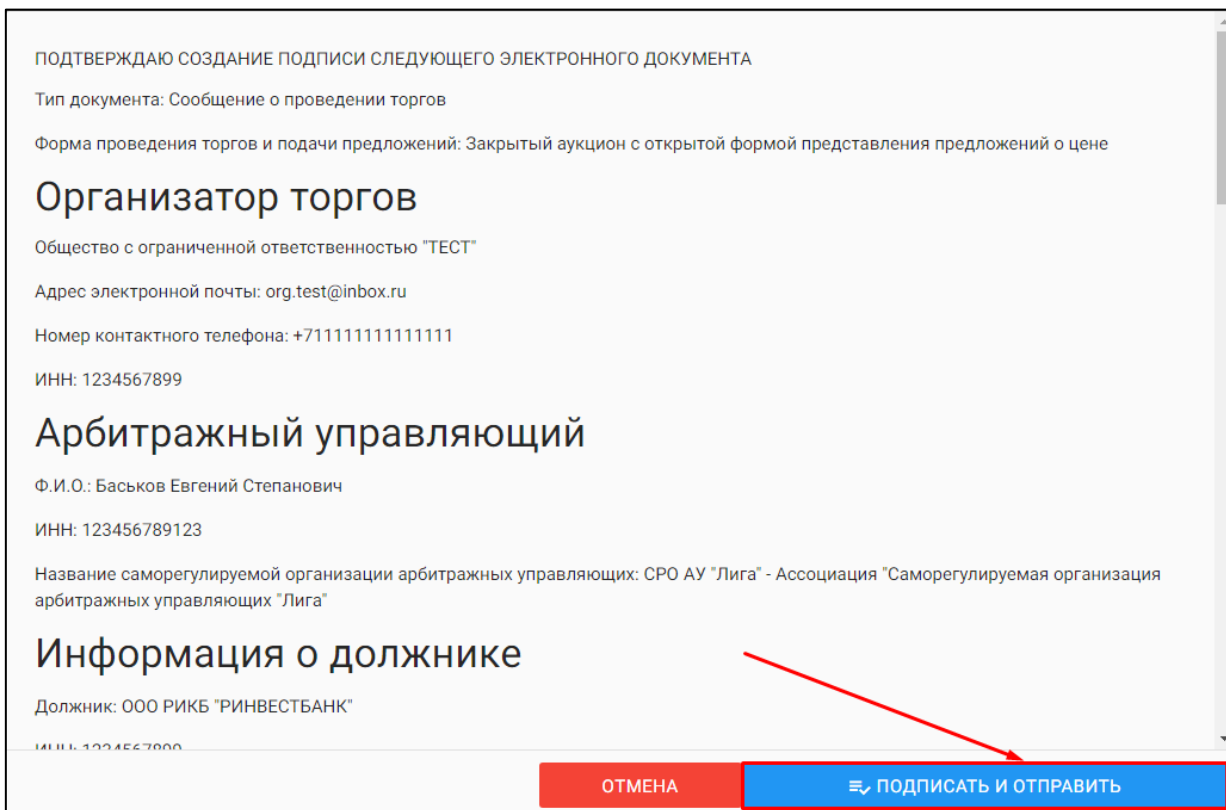 ПОДТВЕРЖДАЮ СОЗДАНИЕ ПОДПИСИ СЛЕДУЮЩЕГО ЭЛЕКТРОННОГО ДОКУМЕНТА
Тип документа: Сообщение о проведении торгов
Форма проведения торгов и подачи предложений: Закрытый аукцион с открытой формой представления предложений о цене
Организатор торгов
Общество с ограниченной ответственностью "ТЕСТ"
Адрес электронной почты: org.test@inbox.ru
Номер контактного телефона: +711111111111111
ИНН: 1234567899
Арбитражный управляющий
Ф.И.О.: Баськов Евгений Степанович
ИНН: 123456789123
Название саморегулируемой организации арбитражных управляющих: СРО АУ "Лига" - Ассоциация "Саморегулируемая организация
арбитражных управляющих "Лига"
Информация о должнике
Должник: ООО РИКБ "РИНВЕСТБАНК"
ИНН: 1234567899
ОТМЕНА
ПОДПИСАТЬ И ОТПРАВИТЬ